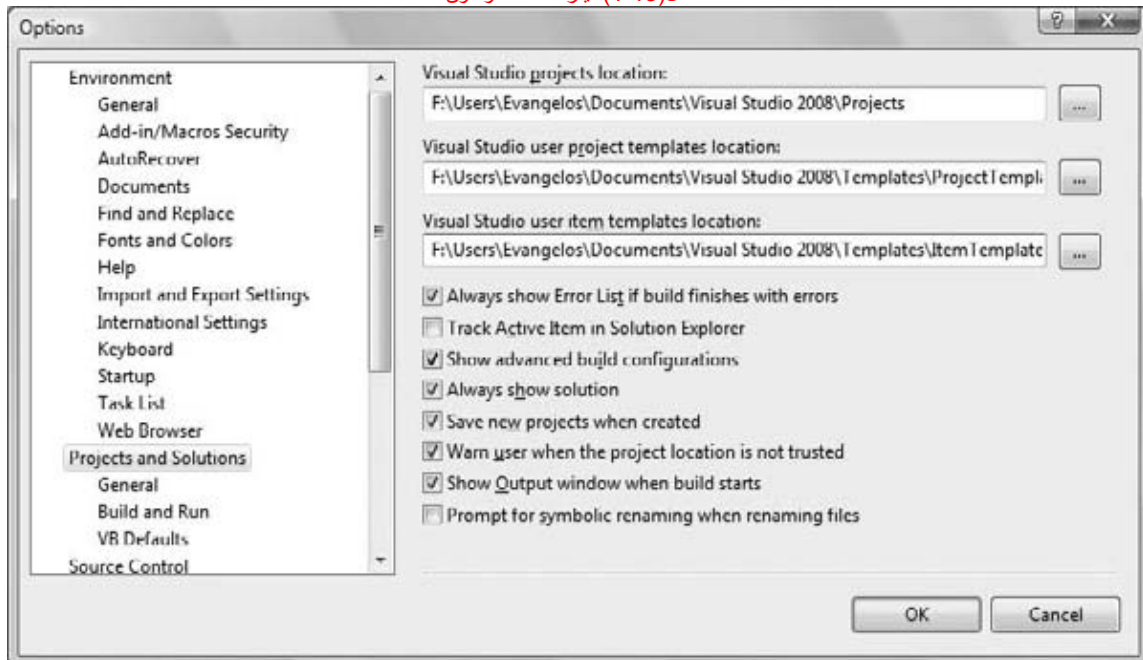 Options
Environment
General
Add-in/Macros Security
AutoRecover
Documents
Find and Replace
Fonts and Colors
Help
Import and Export Settings
International Settings
Keyboard
Startup
Task List
Web Browser
Projects and Solutions
General
Build and Run
VB Defaults
Source Control
Visual Studio projects location:
F:\Users\Evangelos\Documents\Visual Studio 2008\Projects
...
Visual Studio user project templates location:
F:\Users\Evangelos\Documents\Visual Studio 2008\Templates\ProjectTempl
...
Visual Studio user item templates location:
F:\Users\Evangelos\Documents\Visual Studio 2008\Templates\ItemTemplate
...
Always show Error List if build finishes with errors
Track Active Item in Solution Explorer
Show advanced build configurations
Always show solution
Save new projects when created
Warn user when the project location is not trusted
Show Output window when build starts
Prompt for symbolic renaming when renaming files
OK
Cancel